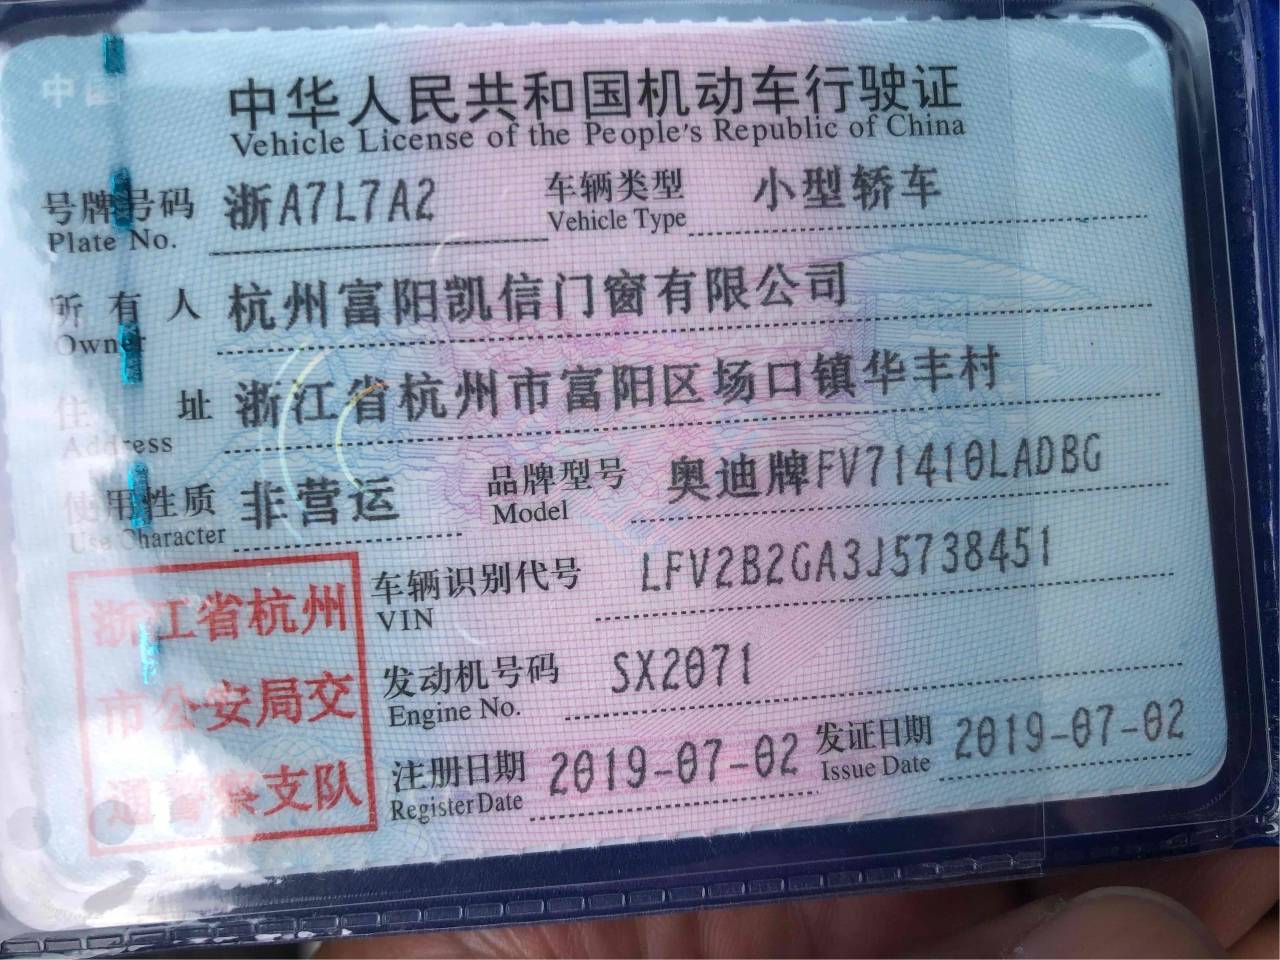 中国
中华人民共和国机动车行驶证
Vehicle License of the People's Republic of China
号牌号码 浙A7L7A2 车辆类型 小型轿车
Plate No. Vehicle Type
所有人 杭州富阳凯信门窗有限公司
Owner
住址 浙江省杭州市富阳区场口镇华丰村
Address
使用性质 非营运 品牌型号 奥迪牌FV71410LADBG
Use Character Model
浙江省杭州
市公安局交
通警察支队
车辆识别代号 LFV2B2GA3J5738451
VIN
发动机号码 SX2071
Engine No.
注册日期 2019-07-02 发证日期 2019-07-02
Register Date Issue Date